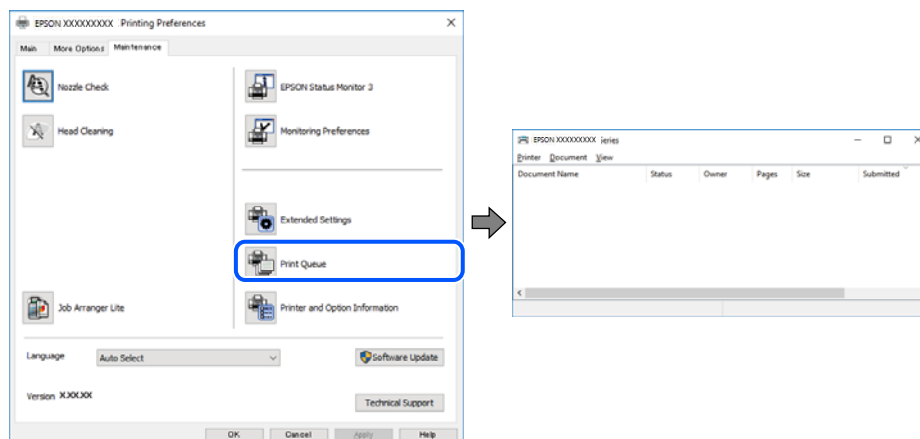 EPSON XXXXXXXXX Printing Preferences
Main More Options Maintenance
Nozzle Check
EPSON Status Monitor 3
Head Cleaning
Monitoring Preferences
Extended Settings
Print Queue
Job Arranger Lite
Printer and Option Information
Language Auto Select
Software Update
Version X.XX.XX
Technical Support
OK Cancel Apply Help
EPSON XXXXXXXXX ieries
Printer Document View
Document Name Status Owner Pages Size Submitted